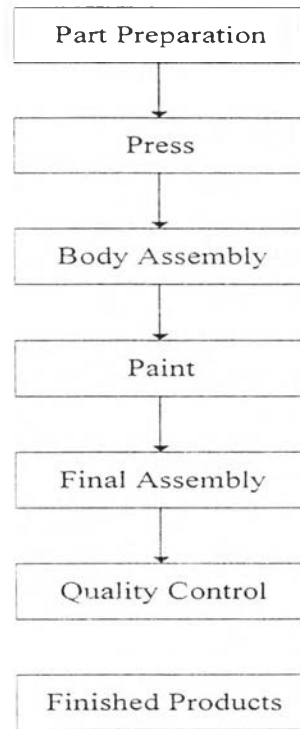 Part Preparation
Press
Body Assembly
Paint
Final Assembly
Quality Control
Finished Products